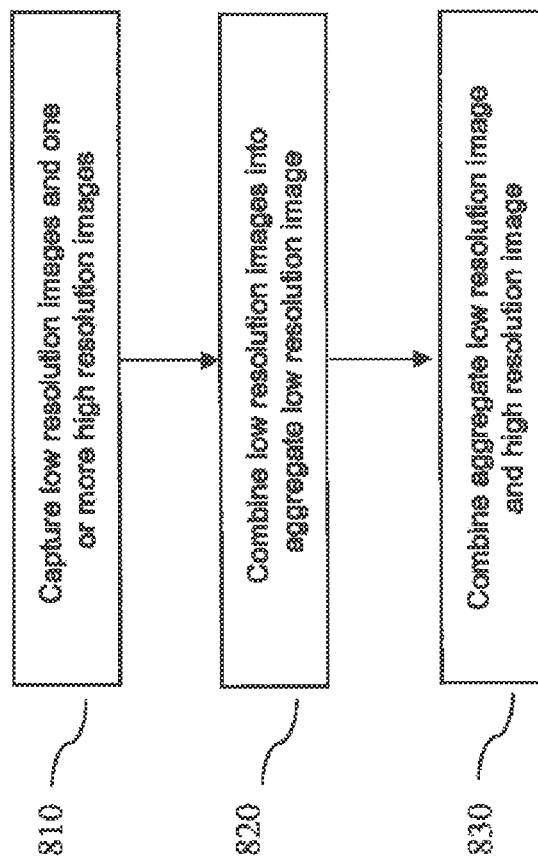 810
Capture low resolution images and one
or more high resolution images
820
Combine low resolution images into
aggregate low resolution image
830
Combine aggregate low resolution image
and high resolution image